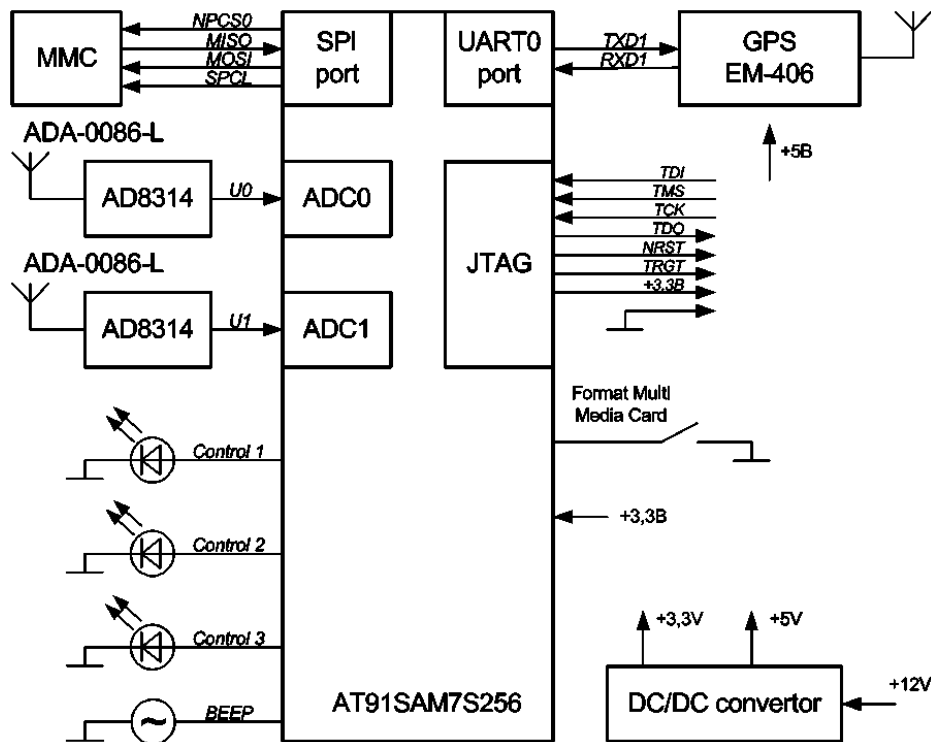 MMC
NPCS0
MISO
MOSI
SPCL
SPI
port
UART0
port
TXD1
RXD1
GPS
EM-406
+5B
ADA-0086-L
AD8314
U0
ADC0
ADA-0086-L
AD8314
U1
ADC1
JTAG
TDI
TMS
TCK
TDO
NRST
TRGT
+3.3B
Format Multi
Media Card
Control 1
+3,3B
Control 2
Control 3
BEEP
AT91SAM7S256
+3,3V
+5V
DC/DC convertor
+12V